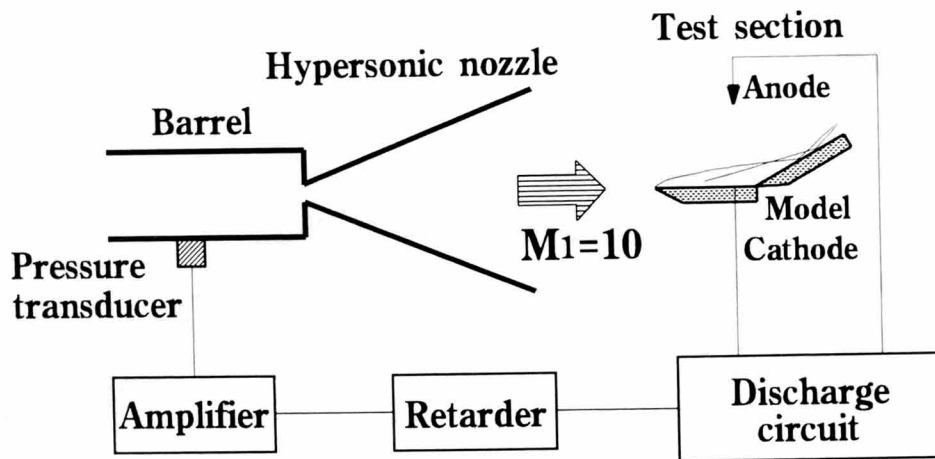 Test section
Hypersonic nozzle
Anode
Barrel
M1=10
Model
Cathode
Pressure
transducer
Amplifier
Retarder
Discharge
circuit